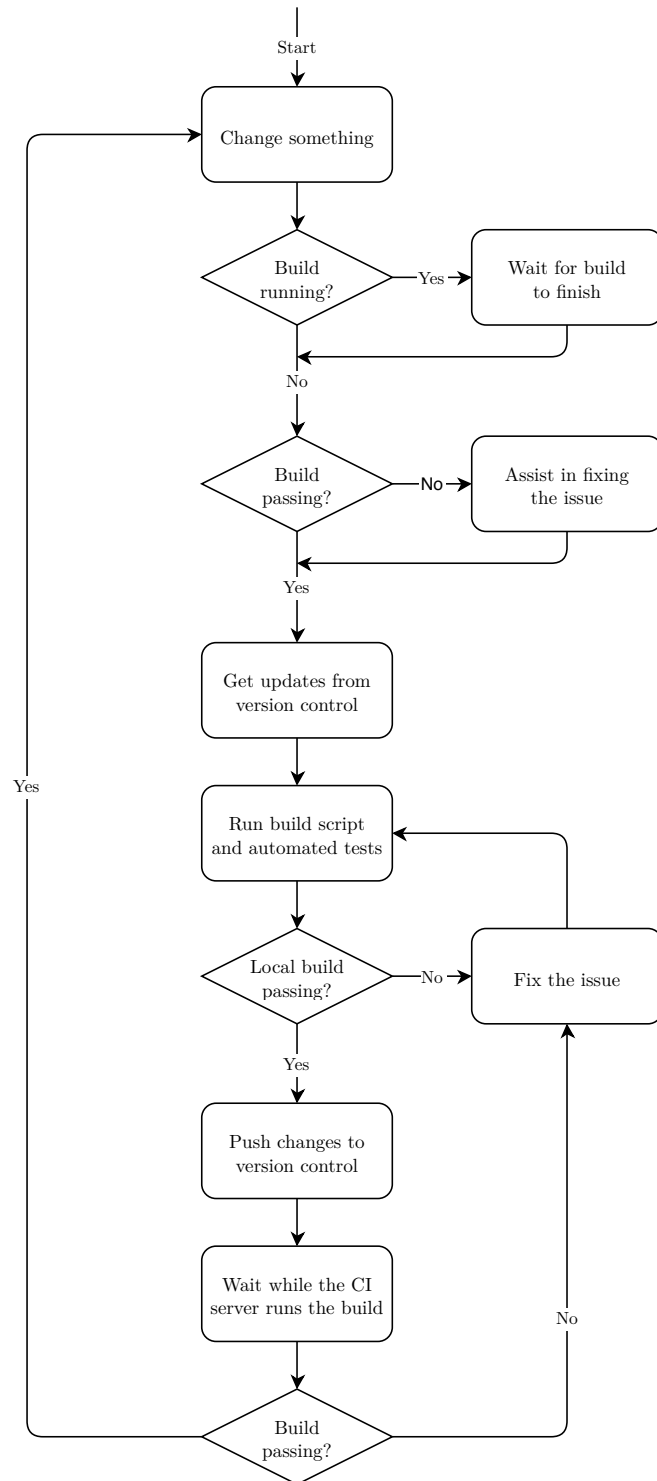 Start
Change something
Build
running?
Yes
Wait for build
to finish
No
Build
passing?
No
Assist in fixing
the issue
Yes
Get updates from
version control
Yes
Run build script
and automated tests
Local build
passing?
No
Fix the issue
Yes
Push changes to
version control
Wait while the CI
server runs the build
No
Build
passing?